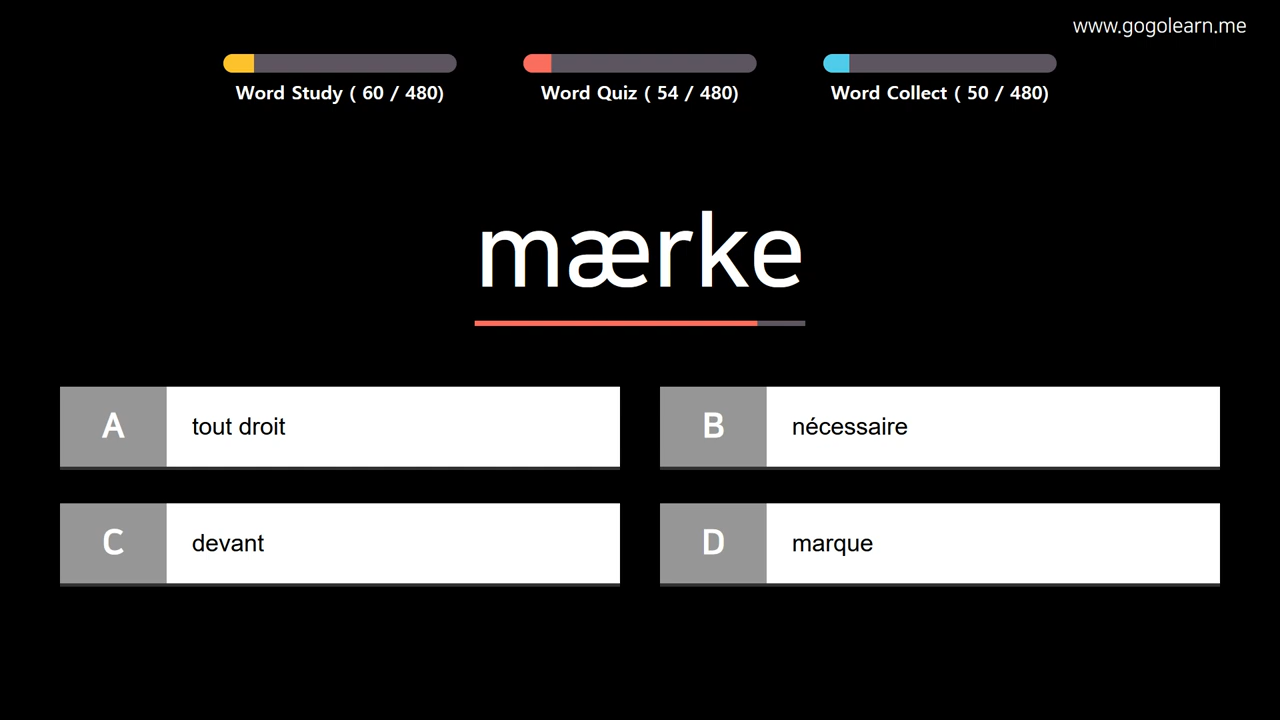 www.gogolearn.me
Word Study ( 60 / 480)
Word Quiz ( 54 / 480)
Word Collect ( 50 / 480)
mærke
A
tout droit
B
nécessaire
C
devant
D
marque